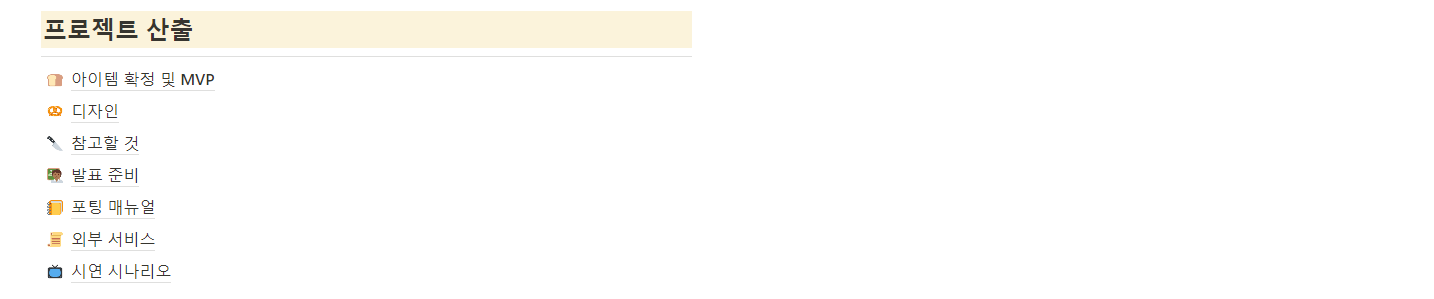 프로젝트 산출
아이템 확정 및 MVP
디자인
참고할 것
발표 준비
포팅 매뉴얼
외부 서비스
시연 시나리오